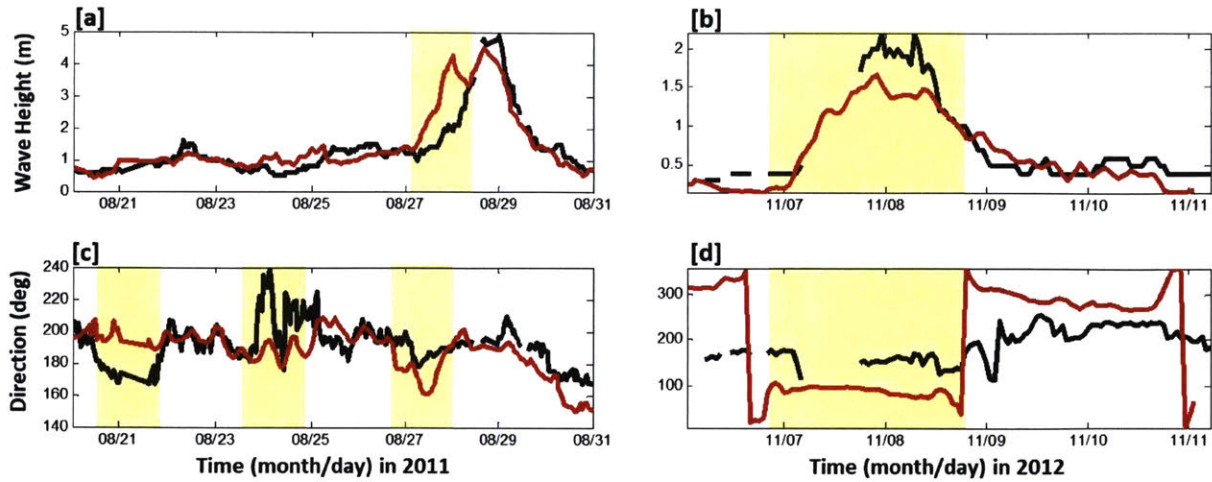 [a]
[b]
Wave Height (m)
5
4
3
2
1
0
08/21 08/23 08/25 08/27 08/29 08/31
2
1.5
1
0.5
11/07 11/08 11/09 11/10 11/11
[c]
[d]
Direction (deg)
240
220
200
180
160
140
08/21 08/23 08/25 08/27 08/29 08/31
300
200
100
11/07 11/08 11/09 11/10 11/11
Time (month/day) in 2011
Time (month/day) in 2012